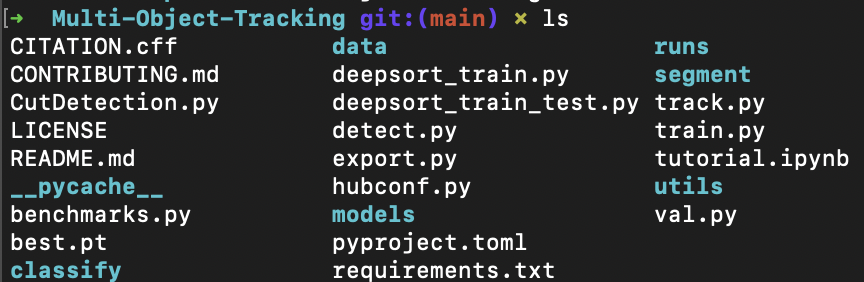 [➜  Multi-Object-Tracking git:(main) ✗ ls
CITATION.cff data runs
CONTRIBUTING.md deepsort_train.py segment
CutDetection.py deepsort_train_test.py track.py
LICENSE detect.py train.py
README.md export.py tutorial.ipynb
__pycache__ hubconf.py utils
benchmarks.py models val.py
best.pt pyproject.toml
classify requirements.txt